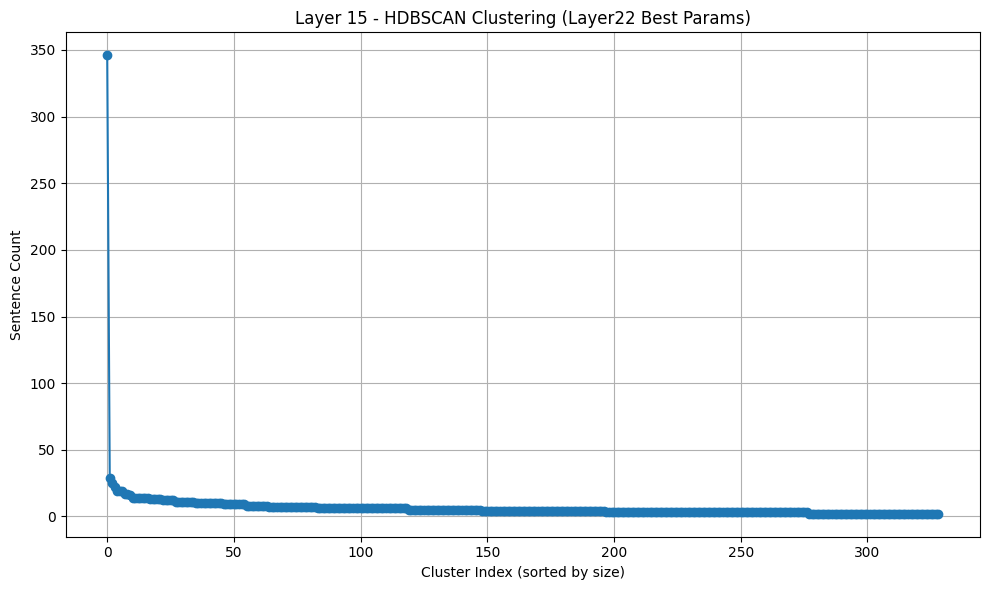 Layer 15 - HDBSCAN Clustering (Layer22 Best Params)
350
300
250
200
150
100
50
0
Sentence Count
0 50 100 150 200 250 300
Cluster Index (sorted by size)